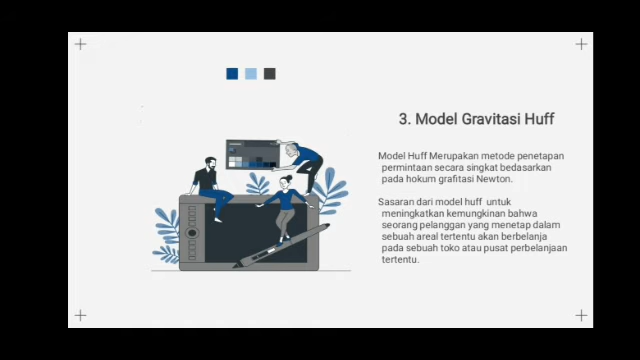 3. Model Gravitasi Huff
Model Huff Merupakan metode penetapan
permintaan secara singkat bedasarkan
pada hokum grafitasi Newton.
Sasaran dari model huff untuk
meningkatkan kemungkinan bahwa
seorang pelanggan yang menetap dalam
sebuah areal tertentu akan berbelanja
pada sebuah toko atau pusat perbelanjaan
tertentu.